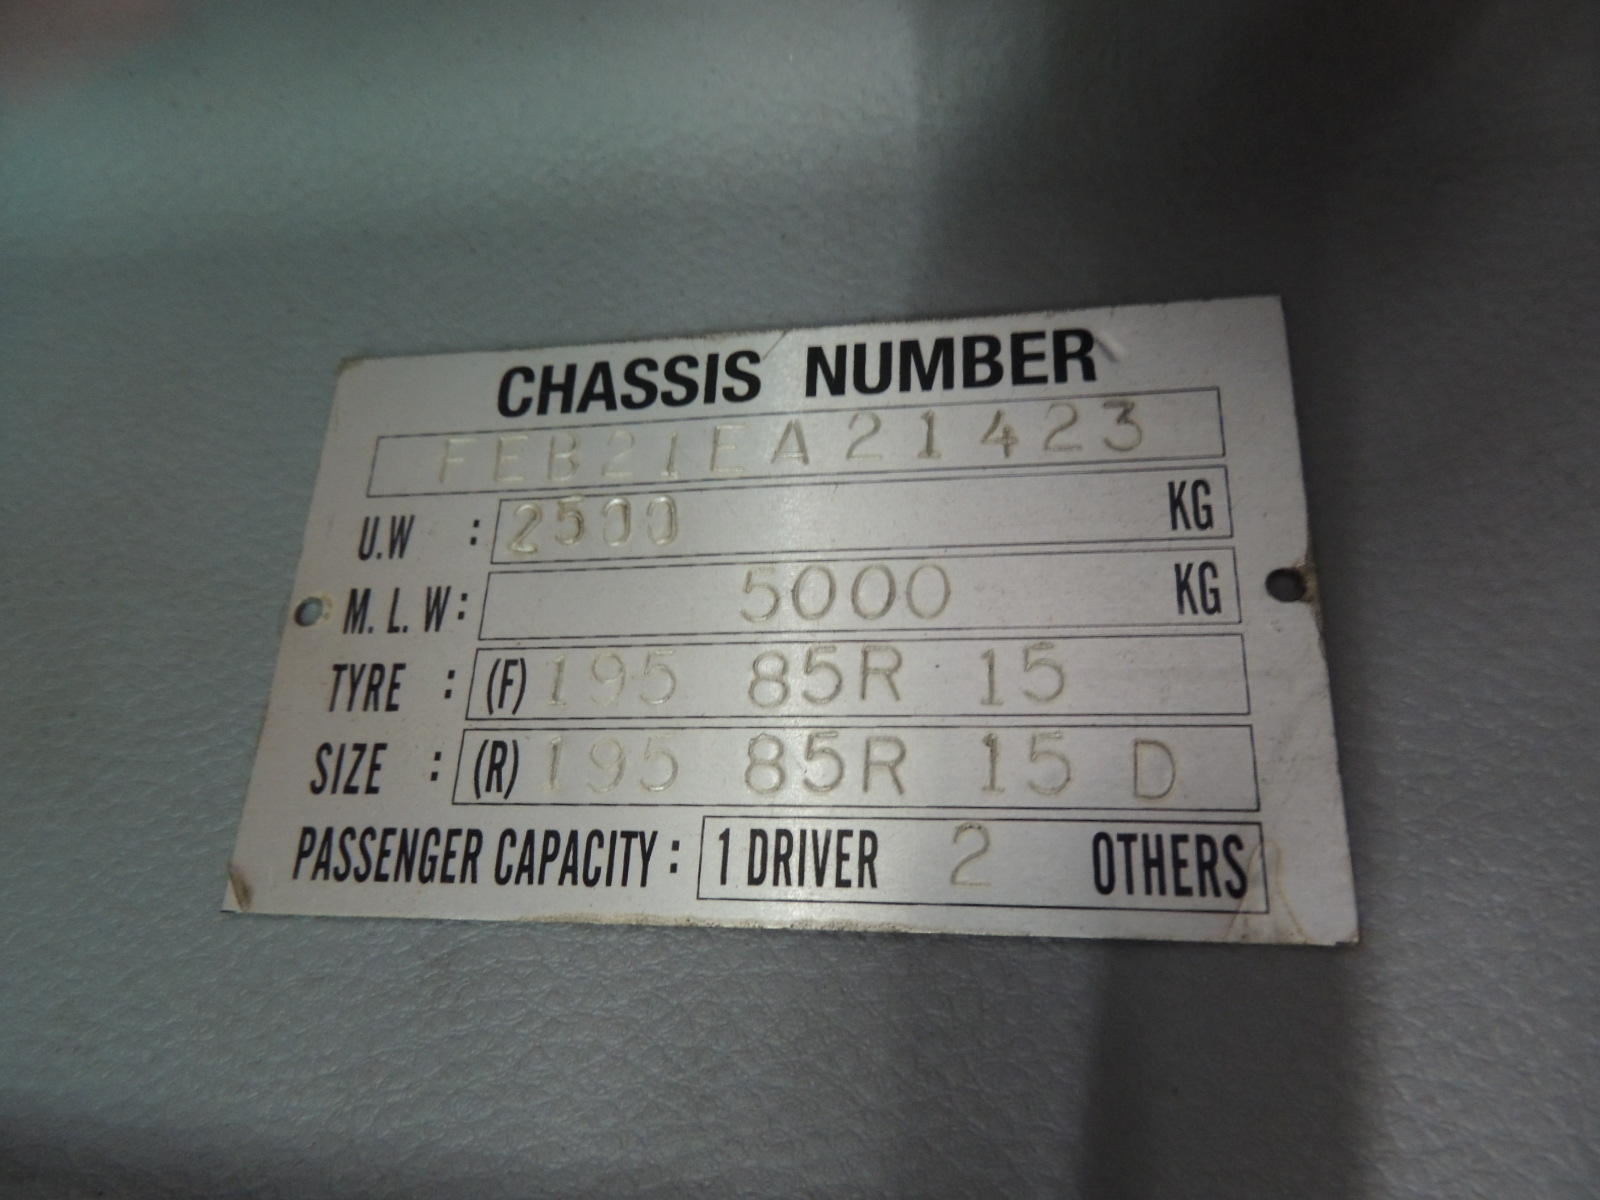 CHASSIS NUMBER
FEB21EA21423
U.W : 2500 KG
M. L. W: 5000 KG
TYRE : (F) 195 85R 15
SIZE : (R) 195 85R 15 D
PASSENGER CAPACITY : 1 DRIVER 2 OTHERS